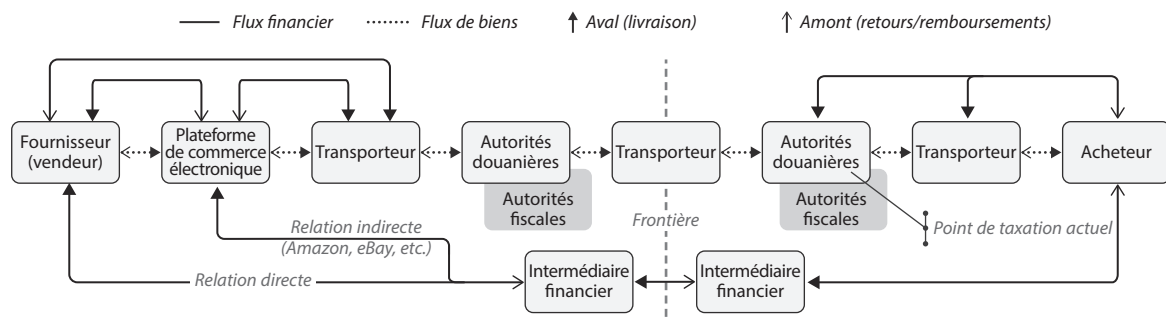 Flux financier
Flux de biens
Aval (livraison)
Amont (retours/remboursements)
Fournisseur
(vendeur)
Plateforme
de commerce
électronique
Transporteur
Autorités
douanières
Autorités
fiscales
Transporteur
Autorités
douanières
Autorités
fiscales
Transporteur
Acheteur
Frontière
Point de taxation actuel
Relation indirecte
(Amazon, eBay, etc.)
Relation directe
Intermédiaire
financier
Intermédiaire
financier